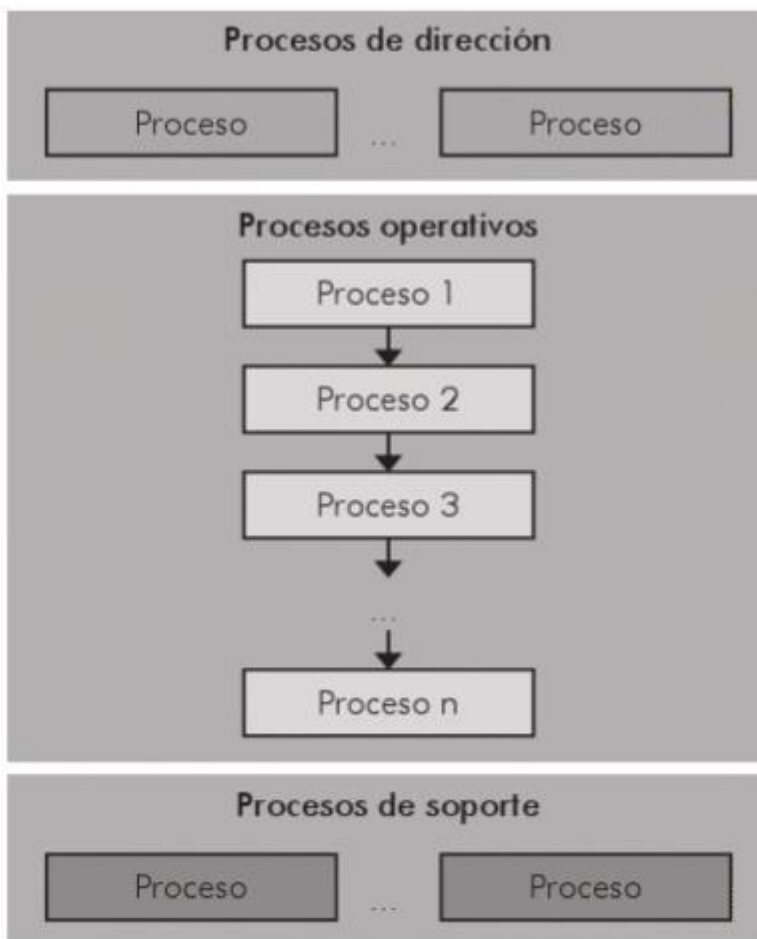 Procesos de dirección
Proceso ... Proceso
Procesos operativos
Proceso 1
Proceso 2
Proceso 3
...
Proceso n
Procesos de soporte
Proceso ... Proceso